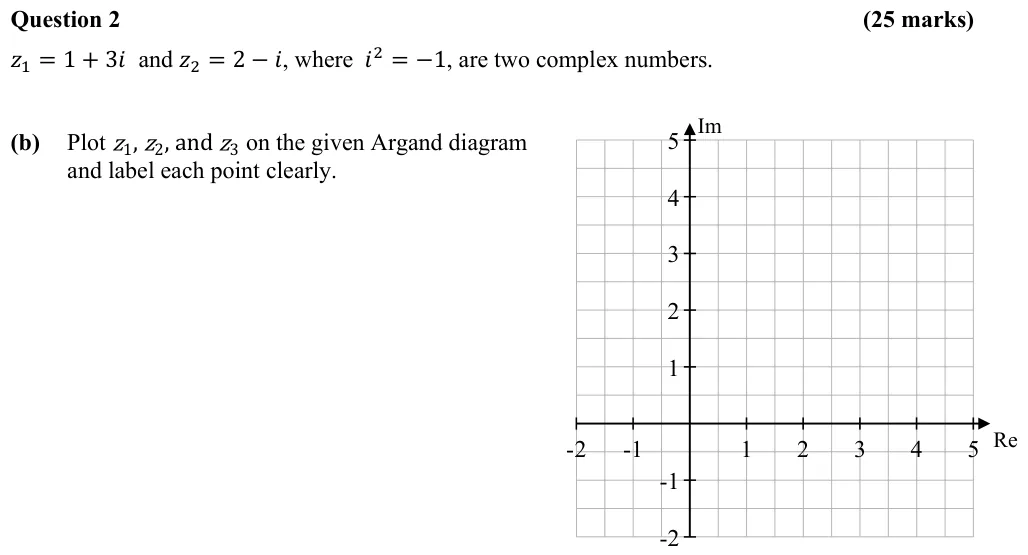 Question 2 (25 marks)
z₁ = 1 + 3i and z₂ = 2 − i, where i² = −1, are two complex numbers.
(b) Plot z₁, z₂, and z₃ on the given Argand diagram
and label each point clearly.
Im
5
4
3
2
1
-2 -1 1 2 3 4 5 Re
-1
-2